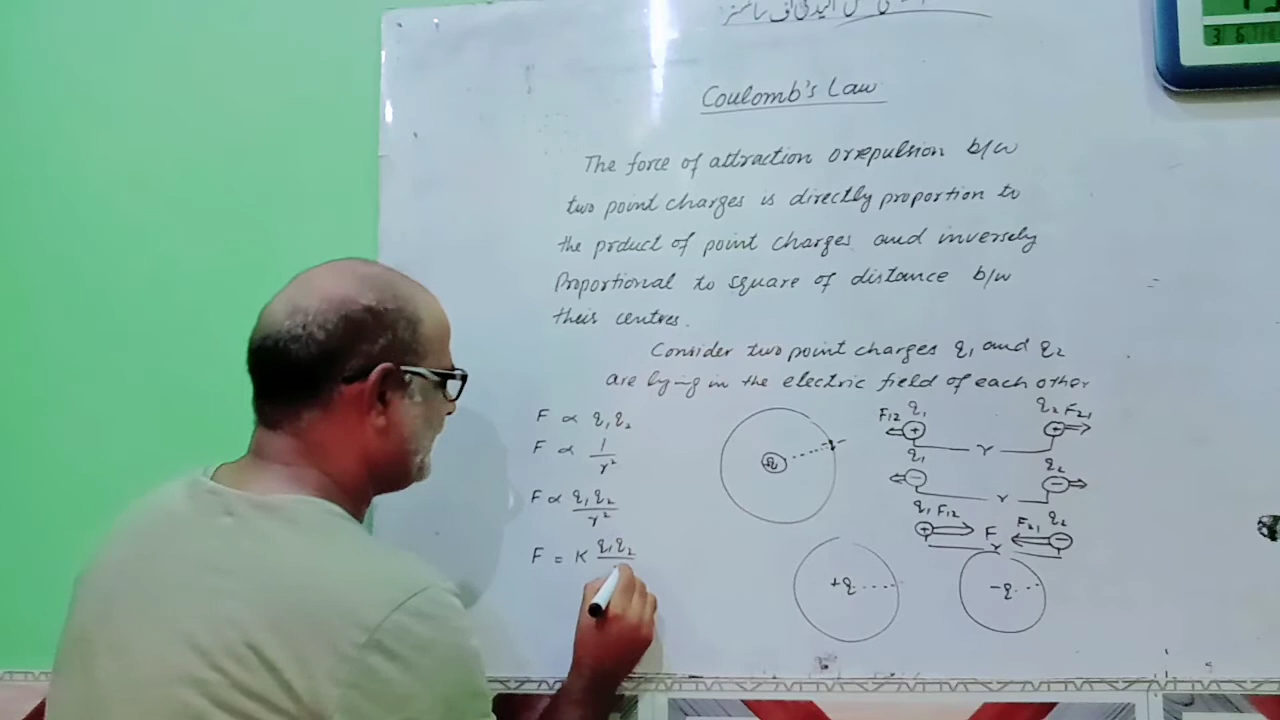 Coulomb's Law
The force of attraction or repulsion b/w
two point charges is directly proportion to
the prduct of point charges and inversely
Proportional to square of distance b/w
their centres.
Consider two point charges q₁ and q₂
are lying in the electric field of each other
F ∝ q₁q₂
F ∝ 1/r²
F ∝ q₁q₂/r²
F = K q₁q₂
Q
F₁₂ q₁ q₂ F₂₁
+ r +
q₁ q₂
− r −
q₁ F₁₂ F F₂₁ q₂
+ r −
+q
−q